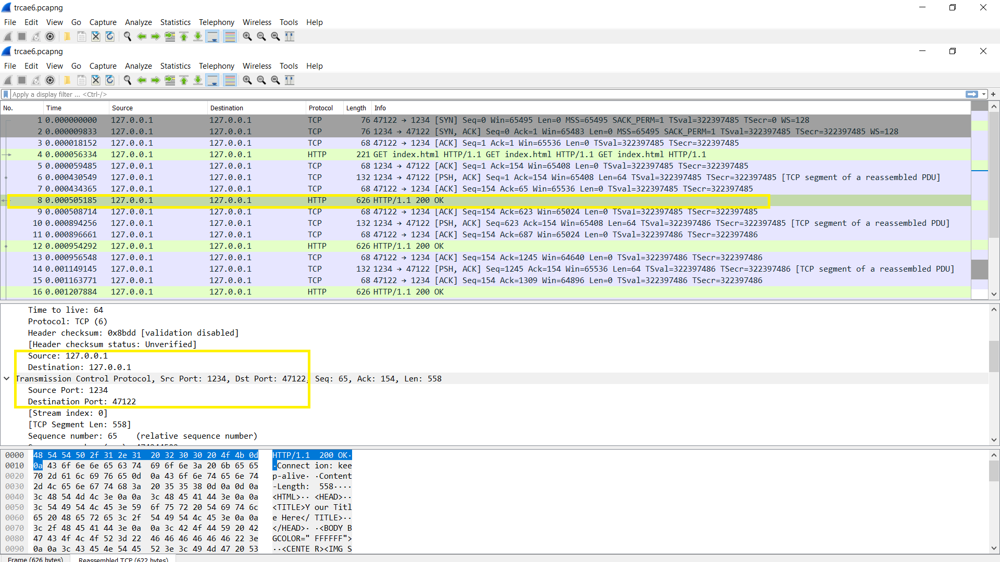 trcae6.pcapng
File Edit View Go Capture Analyze Statistics Telephony Wireless Tools Help
trcae6.pcapng
File Edit View Go Capture Analyze Statistics Telephony Wireless Tools Help
Apply a display filter ... <Ctrl-/>
No. Time Source Destination Protocol Length Info
1 0.000000000 127.0.0.1 127.0.0.1 TCP 76 47122 → 1234 [SYN] Seq=0 Win=65495 Len=0 MSS=65495 SACK_PERM=1 TSval=322397485 TSecr=0 WS=128
2 0.000009833 127.0.0.1 127.0.0.1 TCP 76 1234 → 47122 [SYN, ACK] Seq=0 Ack=1 Win=65483 Len=0 MSS=65495 SACK_PERM=1 TSval=322397485 TSecr=322397485 WS=128
3 0.000018152 127.0.0.1 127.0.0.1 TCP 68 47122 → 1234 [ACK] Seq=1 Ack=1 Win=65536 Len=0 TSval=322397485 TSecr=322397485
4 0.000056334 127.0.0.1 127.0.0.1 HTTP 221 GET index.html HTTP/1.1 GET index.html HTTP/1.1 GET index.html HTTP/1.1
5 0.000059485 127.0.0.1 127.0.0.1 TCP 68 1234 → 47122 [ACK] Seq=1 Ack=154 Win=65408 Len=0 TSval=322397485 TSecr=322397485
6 0.000430549 127.0.0.1 127.0.0.1 TCP 132 1234 → 47122 [PSH, ACK] Seq=1 Ack=154 Win=65408 Len=64 TSval=322397485 TSecr=322397485 [TCP segment of a reassembled PDU]
7 0.000434365 127.0.0.1 127.0.0.1 TCP 68 47122 → 1234 [ACK] Seq=154 Ack=65 Win=65536 Len=0 TSval=322397485 TSecr=322397485
8 0.000505185 127.0.0.1 127.0.0.1 HTTP 626 HTTP/1.1 200 OK
9 0.000508714 127.0.0.1 127.0.0.1 TCP 68 47122 → 1234 [ACK] Seq=154 Ack=623 Win=65024 Len=0 TSval=322397485 TSecr=322397485
10 0.000894256 127.0.0.1 127.0.0.1 TCP 132 1234 → 47122 [PSH, ACK] Seq=623 Ack=154 Win=65408 Len=64 TSval=322397486 TSecr=322397485 [TCP segment of a reassembled PDU]
11 0.000896661 127.0.0.1 127.0.0.1 TCP 68 47122 → 1234 [ACK] Seq=154 Ack=687 Win=65024 Len=0 TSval=322397486 TSecr=322397486
12 0.000954292 127.0.0.1 127.0.0.1 HTTP 626 HTTP/1.1 200 OK
13 0.000956548 127.0.0.1 127.0.0.1 TCP 68 47122 → 1234 [ACK] Seq=154 Ack=1245 Win=64640 Len=0 TSval=322397486 TSecr=322397486
14 0.001149145 127.0.0.1 127.0.0.1 TCP 132 1234 → 47122 [PSH, ACK] Seq=1245 Ack=154 Win=65536 Len=64 TSval=322397486 TSecr=322397486 [TCP segment of a reassembled PDU]
15 0.001163771 127.0.0.1 127.0.0.1 TCP 68 47122 → 1234 [ACK] Seq=154 Ack=1309 Win=64896 Len=0 TSval=322397486 TSecr=322397486
16 0.001207884 127.0.0.1 127.0.0.1 HTTP 626 HTTP/1.1 200 OK
Time to live: 64
Protocol: TCP (6)
Header checksum: 0x8bdd [validation disabled]
[Header checksum status: Unverified]
Source: 127.0.0.1
Destination: 127.0.0.1
Transmission Control Protocol, Src Port: 1234, Dst Port: 47122, Seq: 65, Ack: 154, Len: 558
Source Port: 1234
Destination Port: 47122
[Stream index: 0]
[TCP Segment Len: 558]
Sequence number: 65 (relative sequence number)
0000 48 54 54 50 2f 31 2e 31 20 32 30 30 20 4f 4b 0d HTTP/1.1 200 OK·
0010 0a 43 6f 6e 6e 65 63 74 69 6f 6e 3a 20 6b 65 65 ·Connect ion: kee
0020 70 2d 61 6c 69 76 65 0d 0a 43 6f 6e 74 65 6e 74 p-alive· ·Content
0030 2d 4c 65 6e 67 74 68 3a 20 35 35 38 0d 0a 0d 0a -Length: 558····
0040 3c 48 54 4d 4c 3e 0a 0a 3c 48 45 41 44 3e 0a 0a <HTML>·· <HEAD>··
0050 3c 54 49 54 4c 45 3e 59 6f 75 72 20 54 69 74 6c <TITLE>Y our Titl
0060 65 20 48 65 72 65 3c 2f 54 49 54 4c 45 3e 0a 0a e Here</ TITLE>··
0070 3c 2f 48 45 41 44 3e 0a 0a 3c 42 4f 44 59 20 42 </HEAD>· ·<BODY B
0080 47 43 4f 4c 4f 52 3d 22 46 46 46 46 46 46 22 3e GCOLOR=" FFFFFF">
0090 0a 0a 3c 43 45 4e 54 45 52 3e 3c 49 4d 47 20 53 ··<CENTE R><IMG S
Frame (626 bytes) Reassembled TCP (622 bytes)